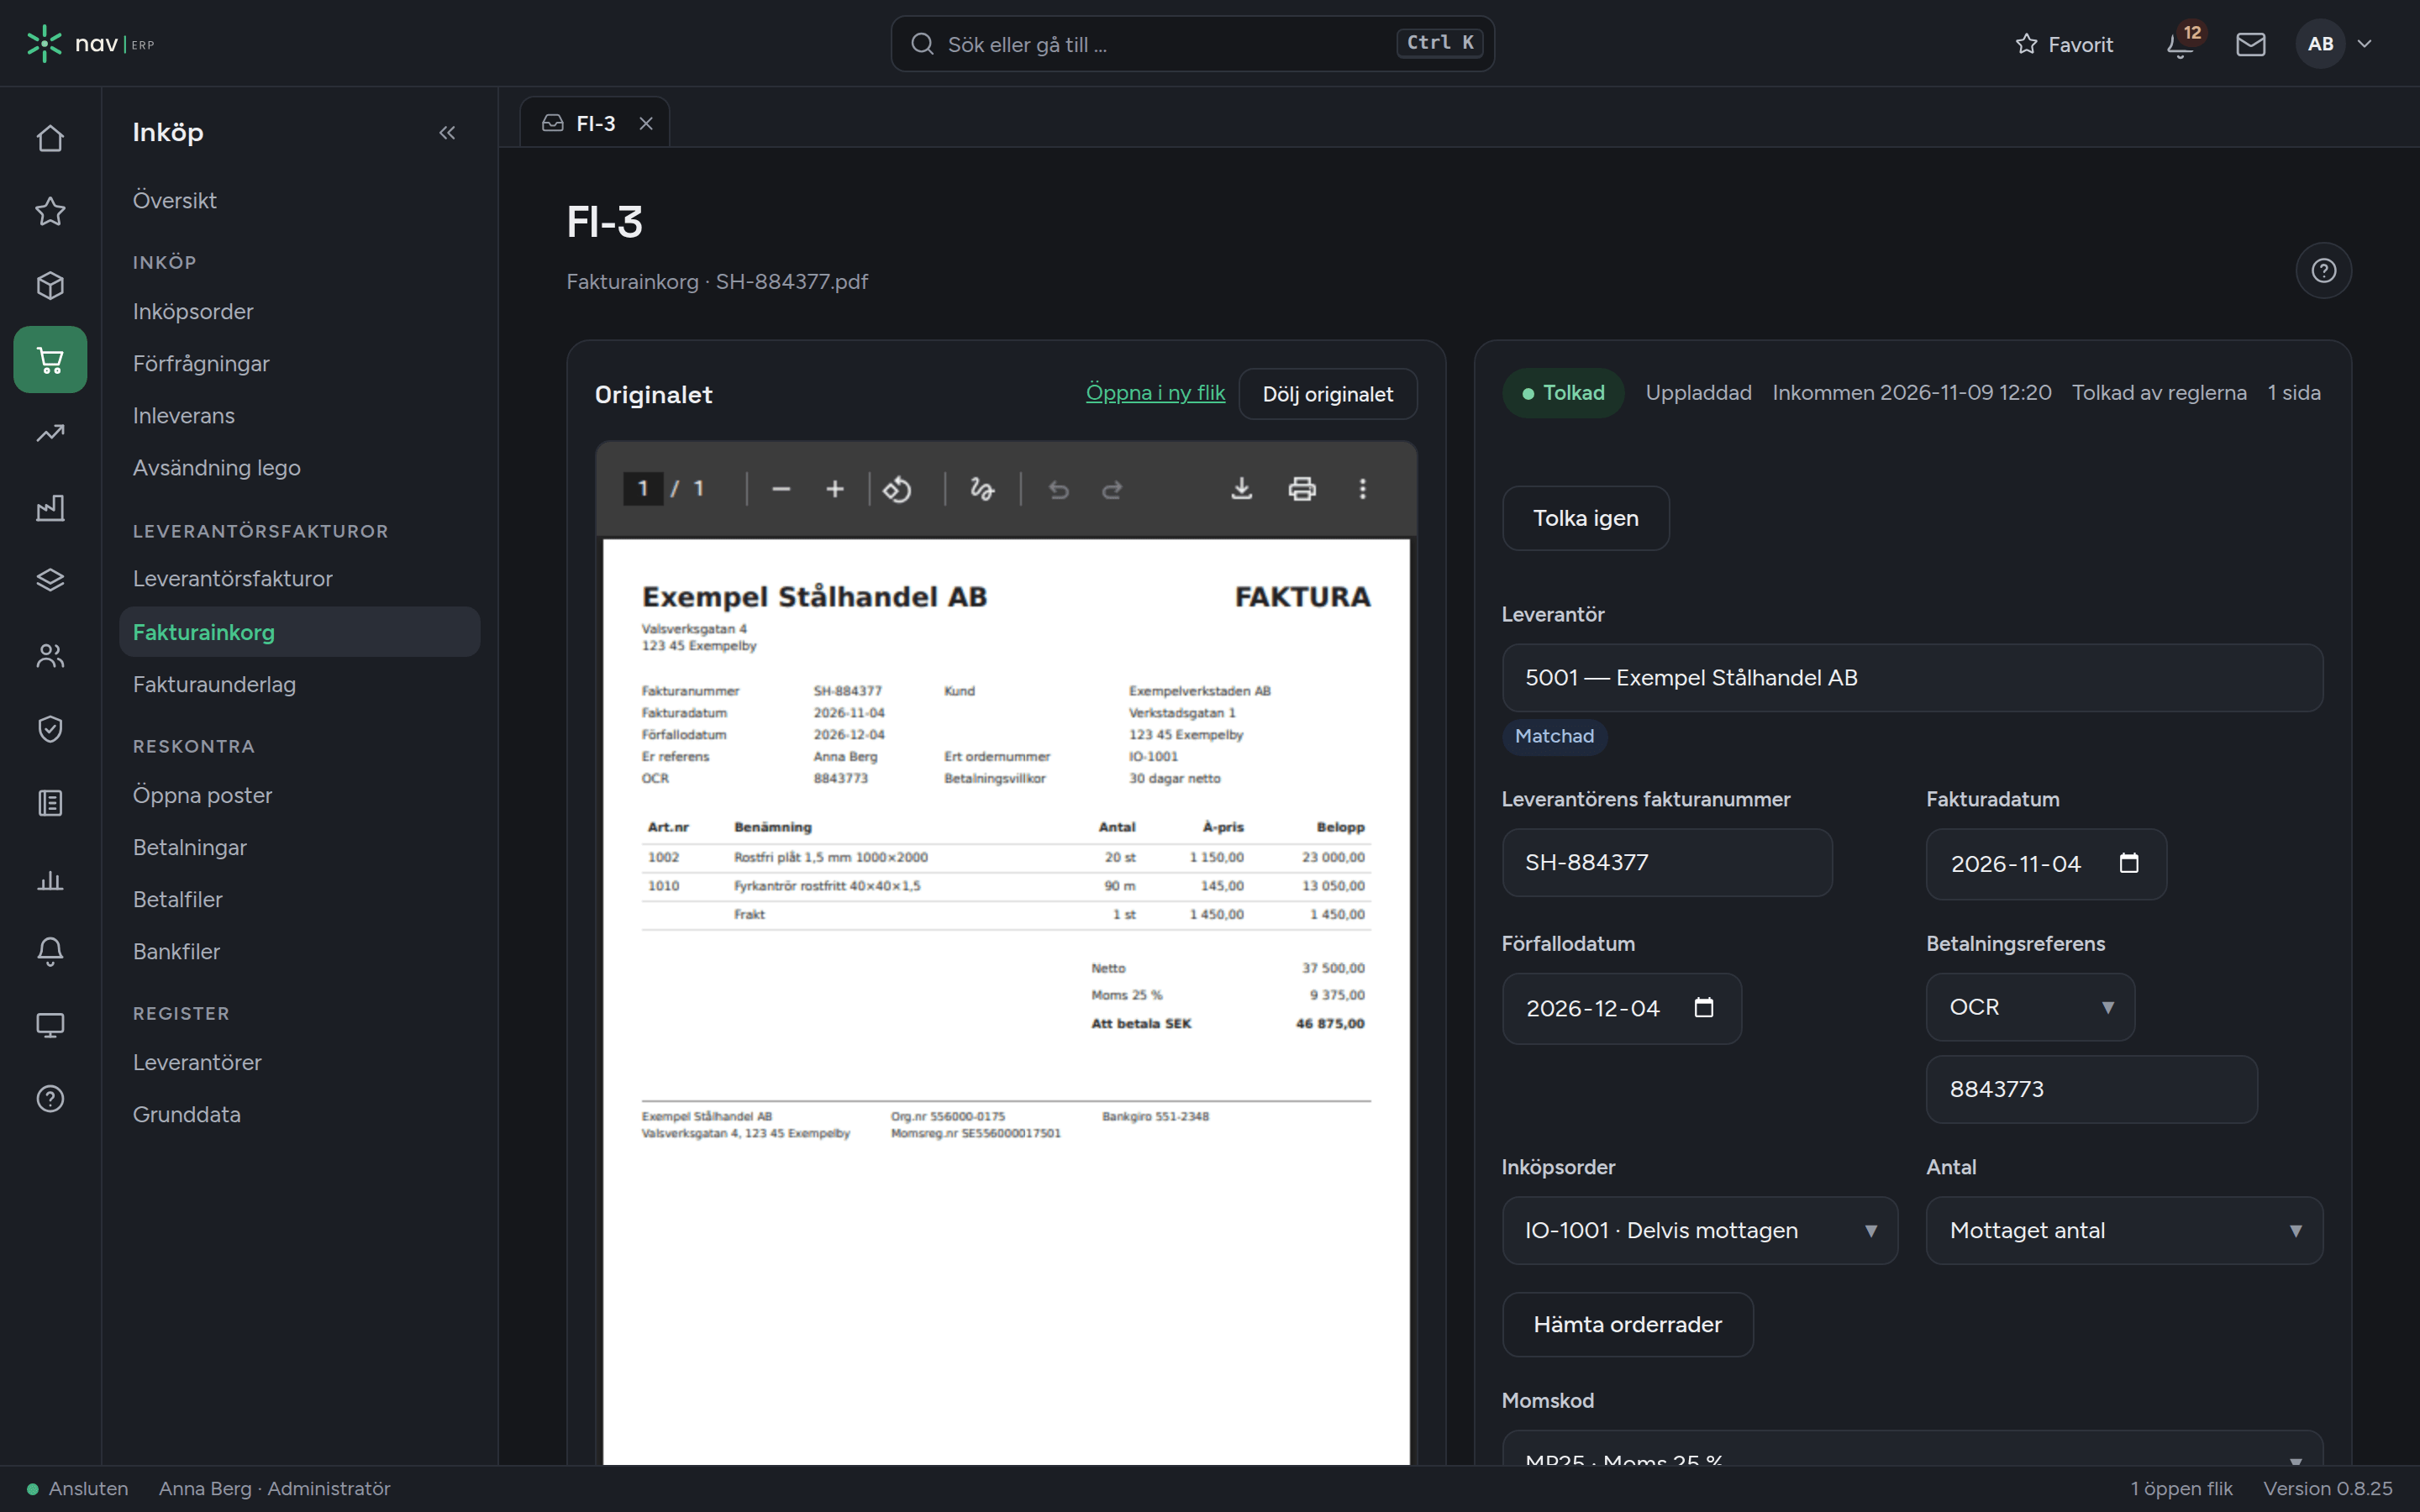 nav | ERP
Sök eller gå till ...
Ctrl K
Favorit
12
AB
Inköp
Översikt
INKÖP
Inköpsorder
Förfrågningar
Inleverans
Avsändning lego
LEVERANTÖRSFAKTUROR
Leverantörsfakturor
Fakturainkorg
Fakturaunderlag
RESKONTRA
Öppna poster
Betalningar
Betalfiler
Bankfiler
REGISTER
Leverantörer
Grunddata
FI-3
FI-3
Fakturainkorg · SH-884377.pdf
Originalet
Öppna i ny flik
Dölj originalet
1 / 1
Exempel Stålhandel AB
FAKTURA
Valsverksgatan 4
123 45 Exempelby
Fakturanummer SH-884377 Kund Exempelverkstaden AB
Fakturadatum 2026-11-04 Verkstadsgatan 1
Förfallodatum 2026-12-04 123 45 Exempelby
Er referens Anna Berg Ert ordernummer IO-1001
OCR 8843773 Betalningsvillkor 30 dagar netto
Art.nr Benämning Antal À-pris Belopp
1002 Rostfri plåt 1,5 mm 1000×2000 20 st 1 150,00 23 000,00
1010 Fyrkantrör rostfritt 40×40×1,5 90 m 145,00 13 050,00
Frakt 1 st 1 450,00 1 450,00
Netto 37 500,00
Moms 25 % 9 375,00
Att betala SEK 46 875,00
Exempel Stålhandel AB Org.nr 556000-0175 Bankgiro 551-2348
Valsverksgatan 4, 123 45 Exempelby Momsreg.nr SE556000017501
Tolkad Uppladdad Inkommen 2026-11-09 12:20 Tolkad av reglerna 1 sida
Tolka igen
Leverantör
5001 — Exempel Stålhandel AB
Matchad
Leverantörens fakturanummer
SH-884377
Fakturadatum
2026-11-04
Förfallodatum
2026-12-04
Betalningsreferens
OCR
8843773
Inköpsorder
IO-1001 · Delvis mottagen
Antal
Mottaget antal
Hämta orderrader
Momskod
MP25 · Moms 25 %
Ansluten
Anna Berg · Administratör
1 öppen flik
Version 0.8.25